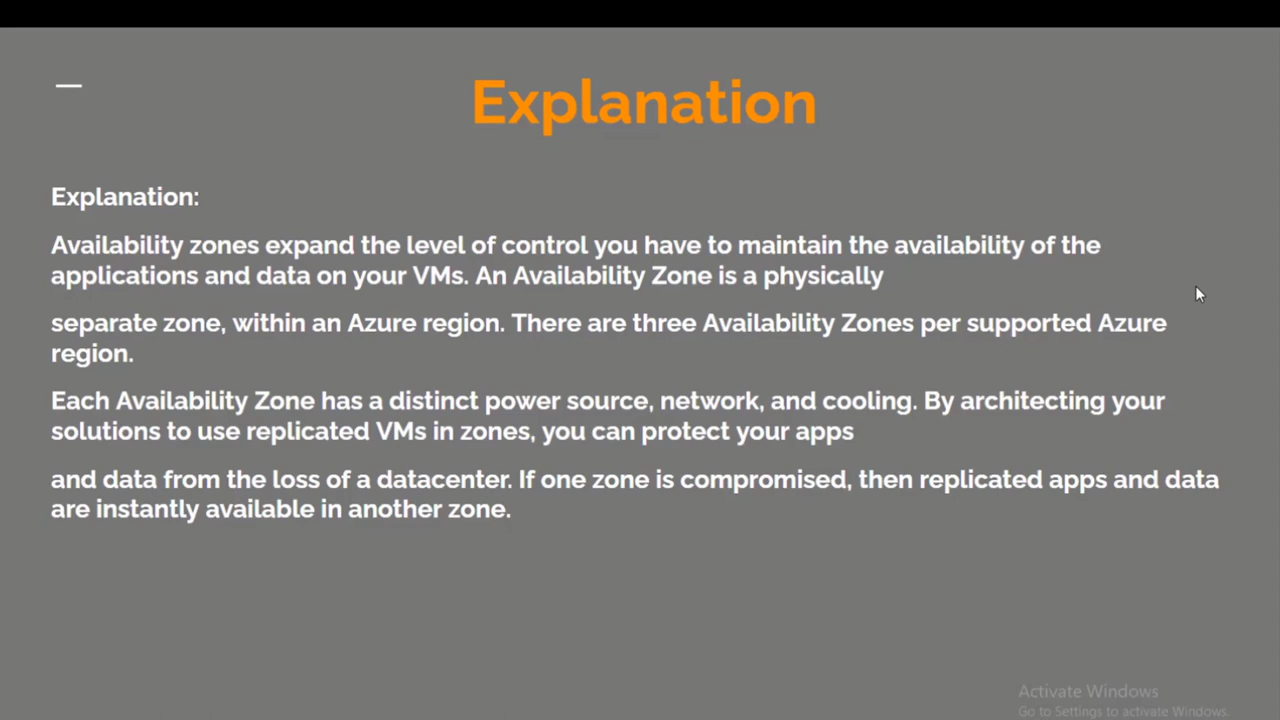 Explanation
Explanation:
Availability zones expand the level of control you have to maintain the availability of the
applications and data on your VMs. An Availability Zone is a physically
separate zone, within an Azure region. There are three Availability Zones per supported Azure
region.
Each Availability Zone has a distinct power source, network, and cooling. By architecting your
solutions to use replicated VMs in zones, you can protect your apps
and data from the loss of a datacenter. If one zone is compromised, then replicated apps and data
are instantly available in another zone.
Activate Windows
Go to Settings to activate Windows.